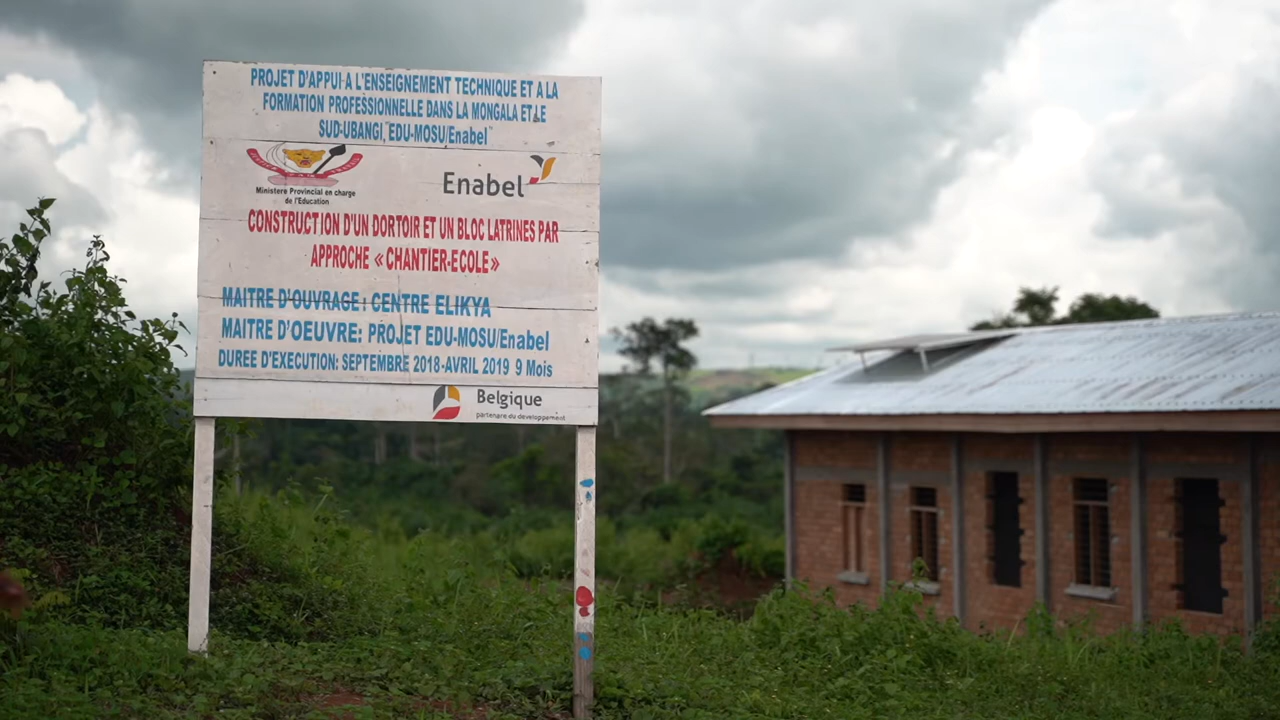 PROJET D'APPUI A L'ENSEIGNEMENT TECHNIQUE ET A LA
FORMATION PROFESSIONNELLE DANS LA MONGALA ET LE
SUD-UBANGI,"EDU-MOSU/Enabel"
Ministere Provincial en charge
de l'Education
Enabel
CONSTRUCTION D'UN DORTOIR ET UN BLOC LATRINES PAR
APPROCHE «CHANTIER-ECOLE»
MAITRE D'OUVRAGE : CENTRE ELIKYA
MAITRE D'OEUVRE: PROJET EDU-MOSU/Enabel
DUREE D'EXECUTION: SEPTEMBRE 2018-AVRIL 2019 9 Mois
Belgique
partenaire du developpement